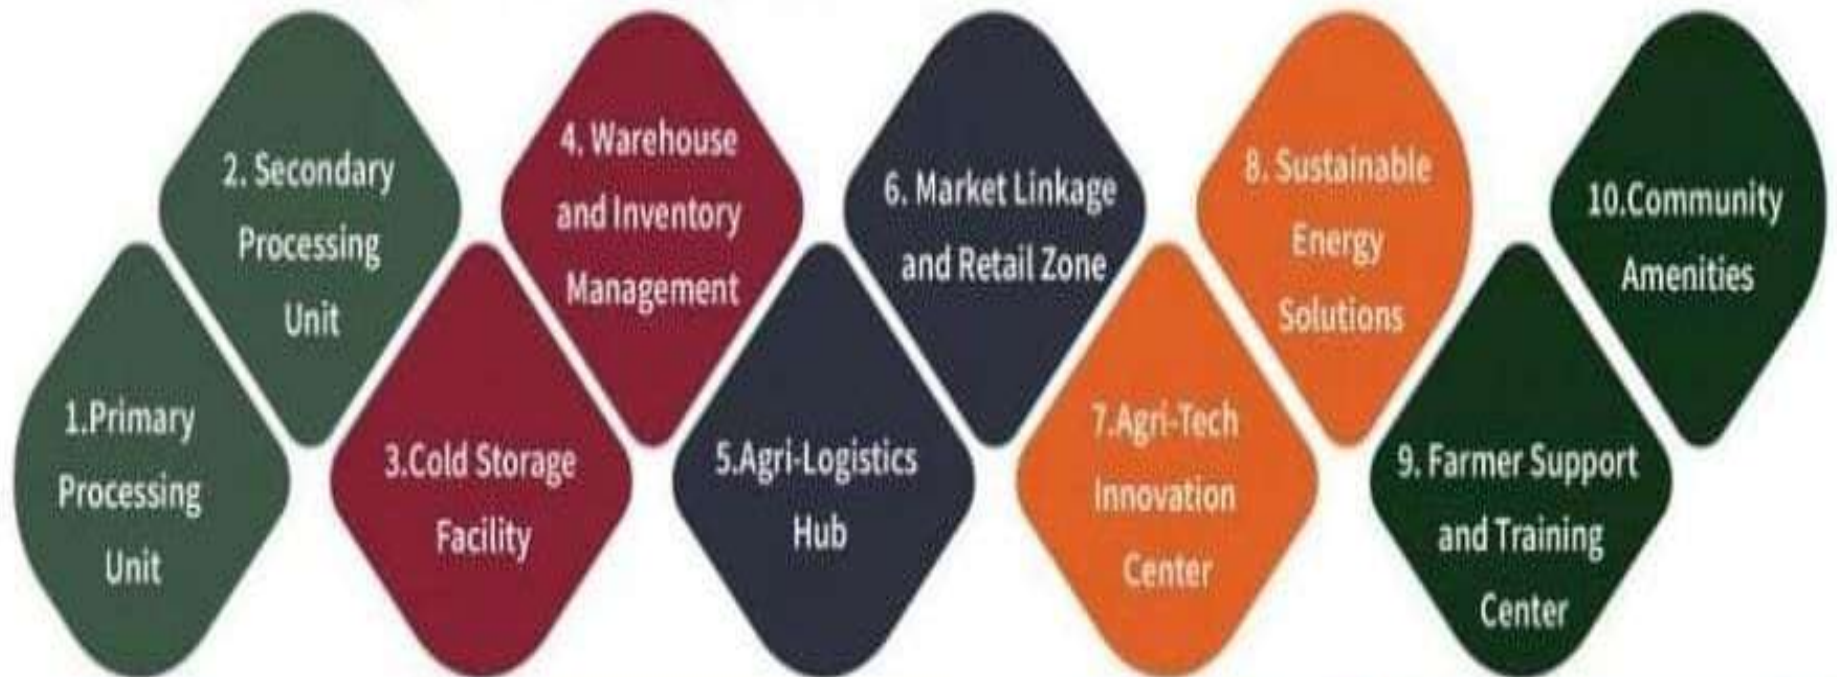 1.Primary
Processing
Unit
2. Secondary
Processing
Unit
3.Cold Storage
Facility
4. Warehouse
and Inventory
Management
5.Agri-Logistics
Hub
6. Market Linkage
and Retail Zone
7.Agri-Tech
Innovation
Center
8. Sustainable
Energy
Solutions
9. Farmer Support
and Training
Center
10.Community
Amenities